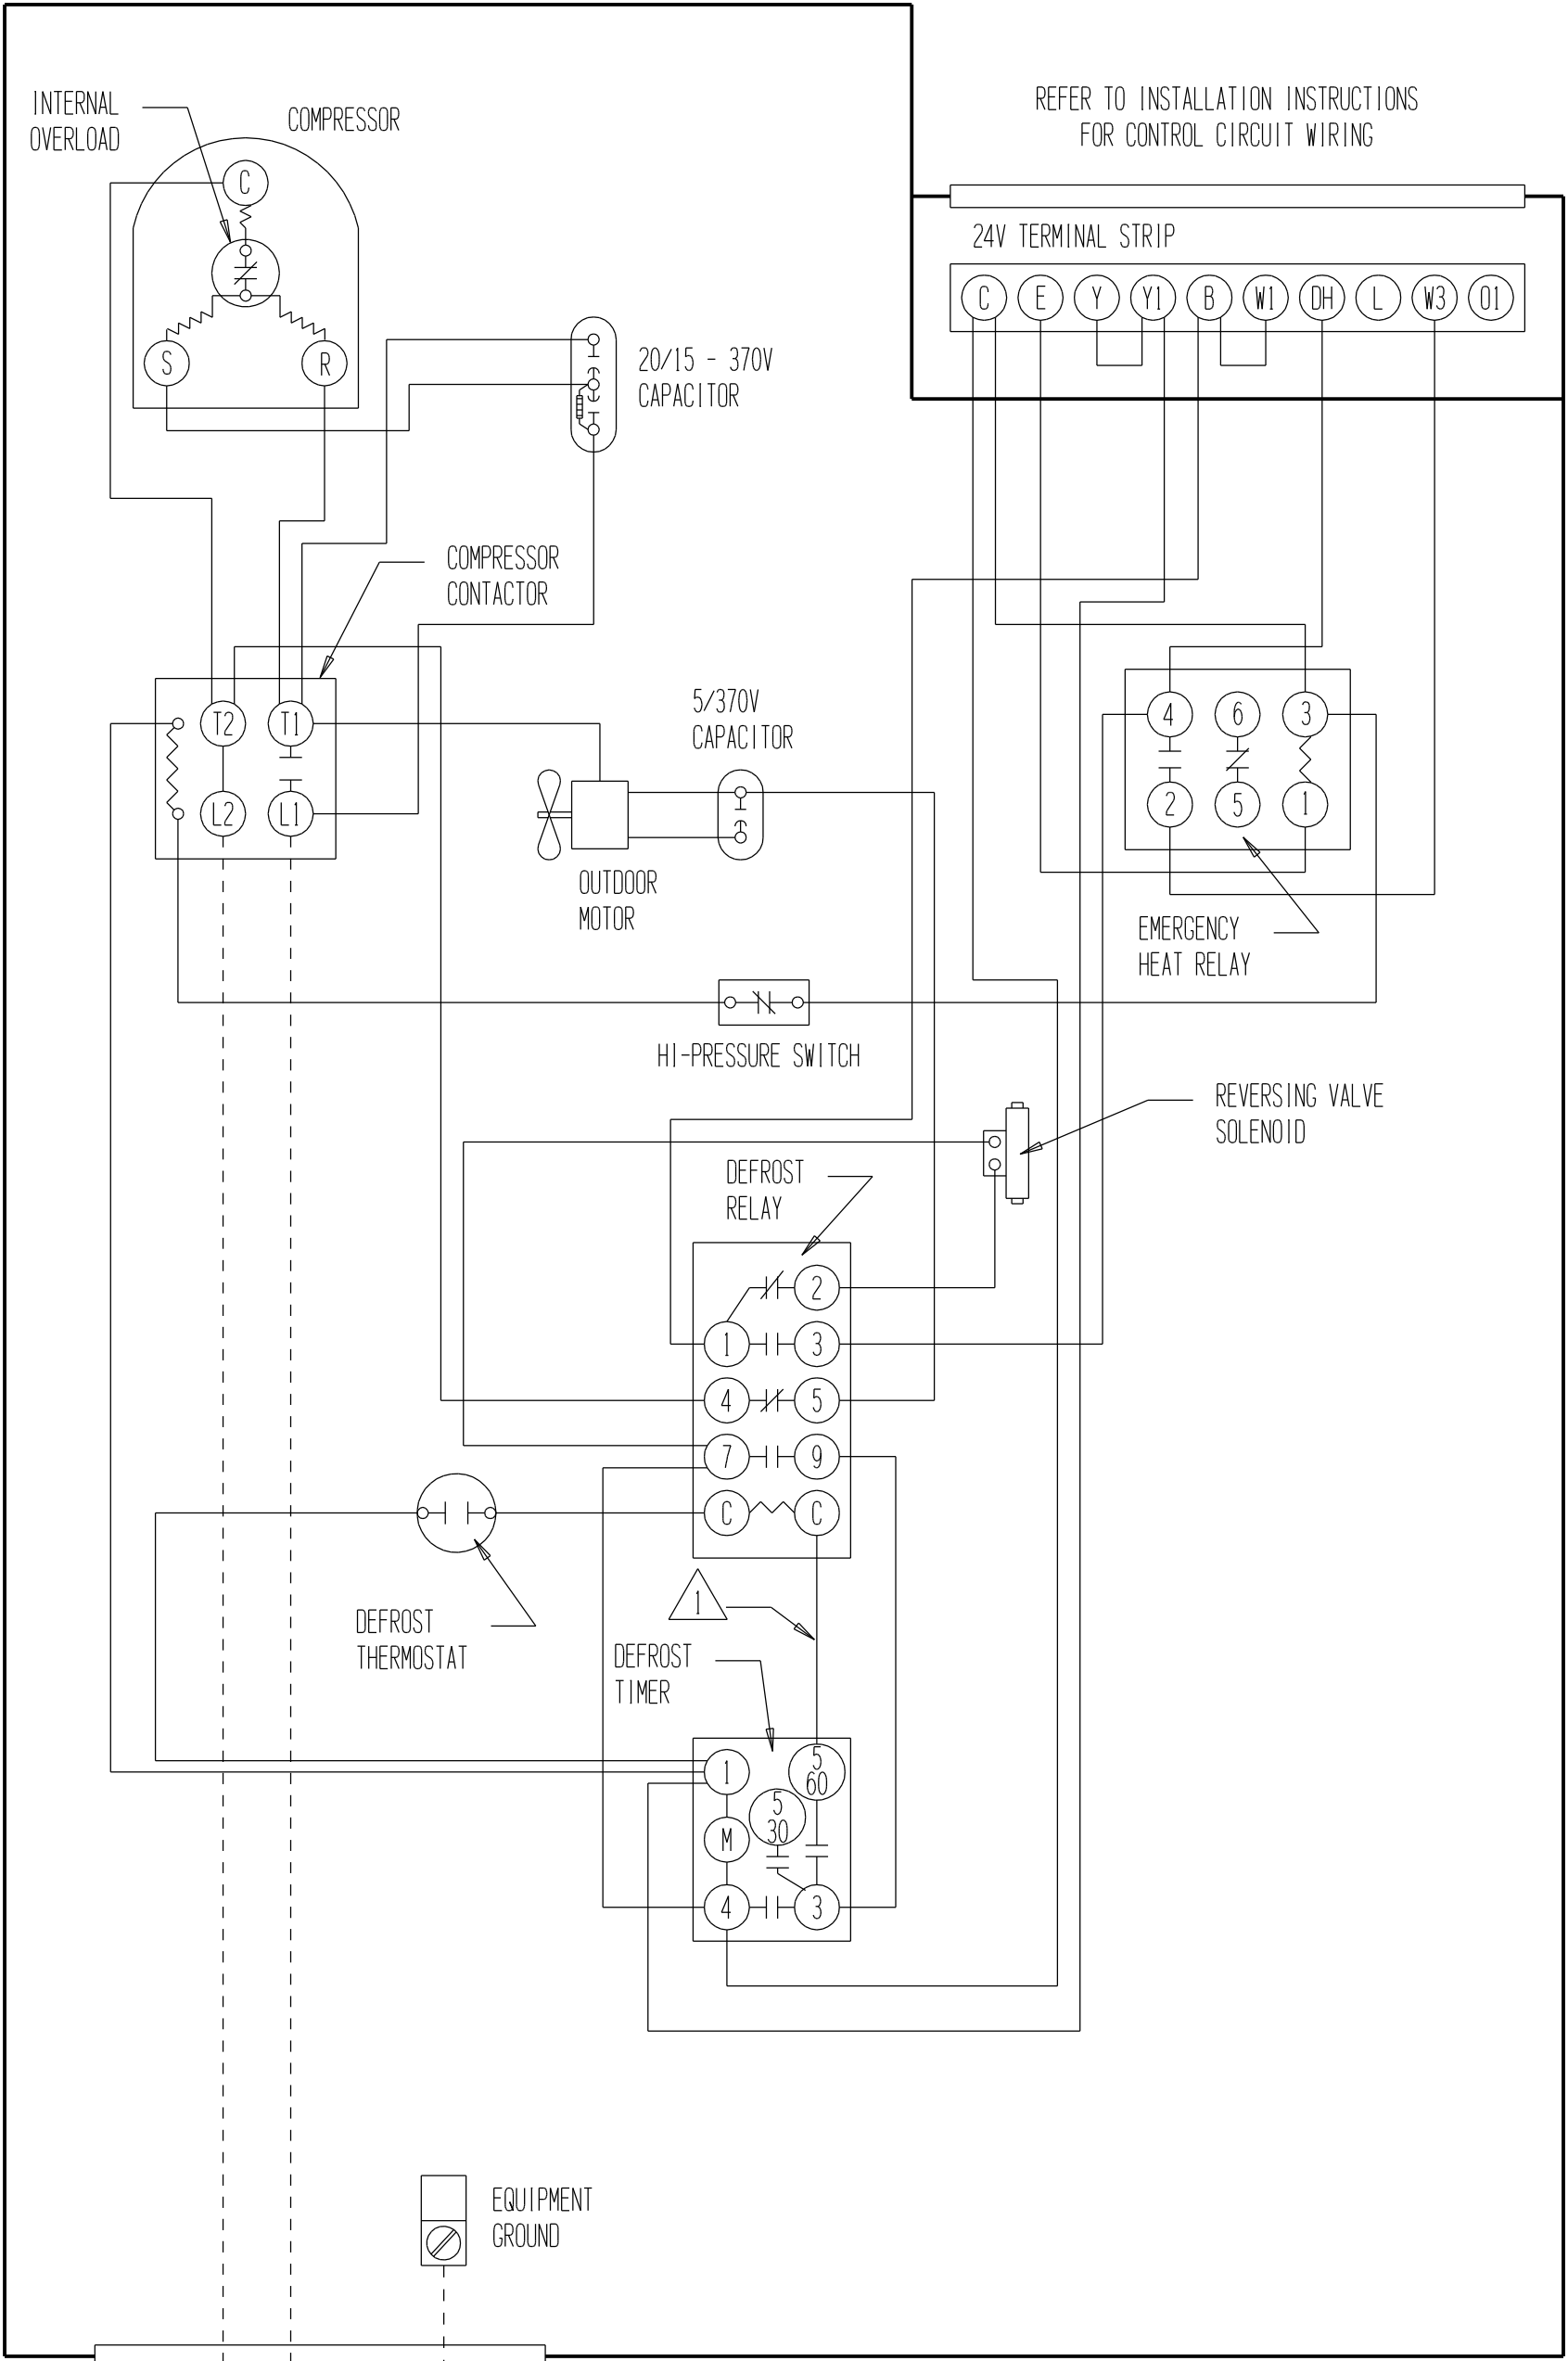 REFER TO INSTALLATION INSTRUCTIONS
FOR CONTROL CIRCUIT WIRING
INTERNAL
OVERLOAD
COMPRESSOR
C
S
R
24V TERMINAL STRIP
C E Y Y1 B W1 DH L W3 O1
20/15 - 370V
CAPACITOR
COMPRESSOR
CONTACTOR
T2 T1
L2 L1
5/370V
CAPACITOR
OUTDOOR
MOTOR
4 6 3
2 5 1
EMERGENCY
HEAT RELAY
HI-PRESSURE SWITCH
REVERSING VALVE
SOLENOID
DEFROST
RELAY
2
1 3
4 5
7 9
C C
DEFROST
THERMOSTAT
1
DEFROST
TIMER
1
5
60
5
30
M
4 3
EQUIPMENT
GROUND